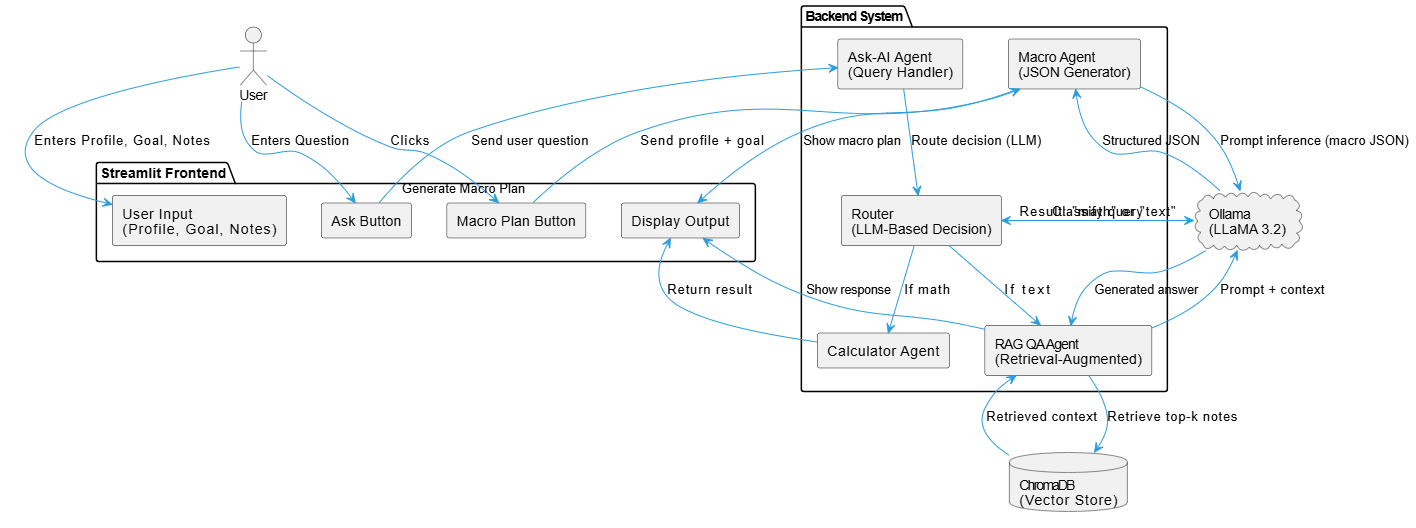 Backend System
Ask-AI Agent
(Query Handler)
Macro Agent
(JSON Generator)
User
Enters Profile, Goal, Notes
Enters Question
Clicks
Send user question
Send profile + goal
Show macro plan
Route decision (LLM)
Structured JSON
Prompt inference (macro JSON)
Streamlit Frontend
Generate Macro Plan
User Input
(Profile, Goal, Notes)
Ask Button
Macro Plan Button
Display Output
Router
(LLM-Based Decision)
Result: "math" or "text"
Classify query
Ollama
(LLaMA 3.2)
Return result
Show response
If math
If text
Generated answer
Prompt + context
Calculator Agent
RAG QA Agent
(Retrieval-Augmented)
Retrieved context
Retrieve top-k notes
ChromaDB
(Vector Store)